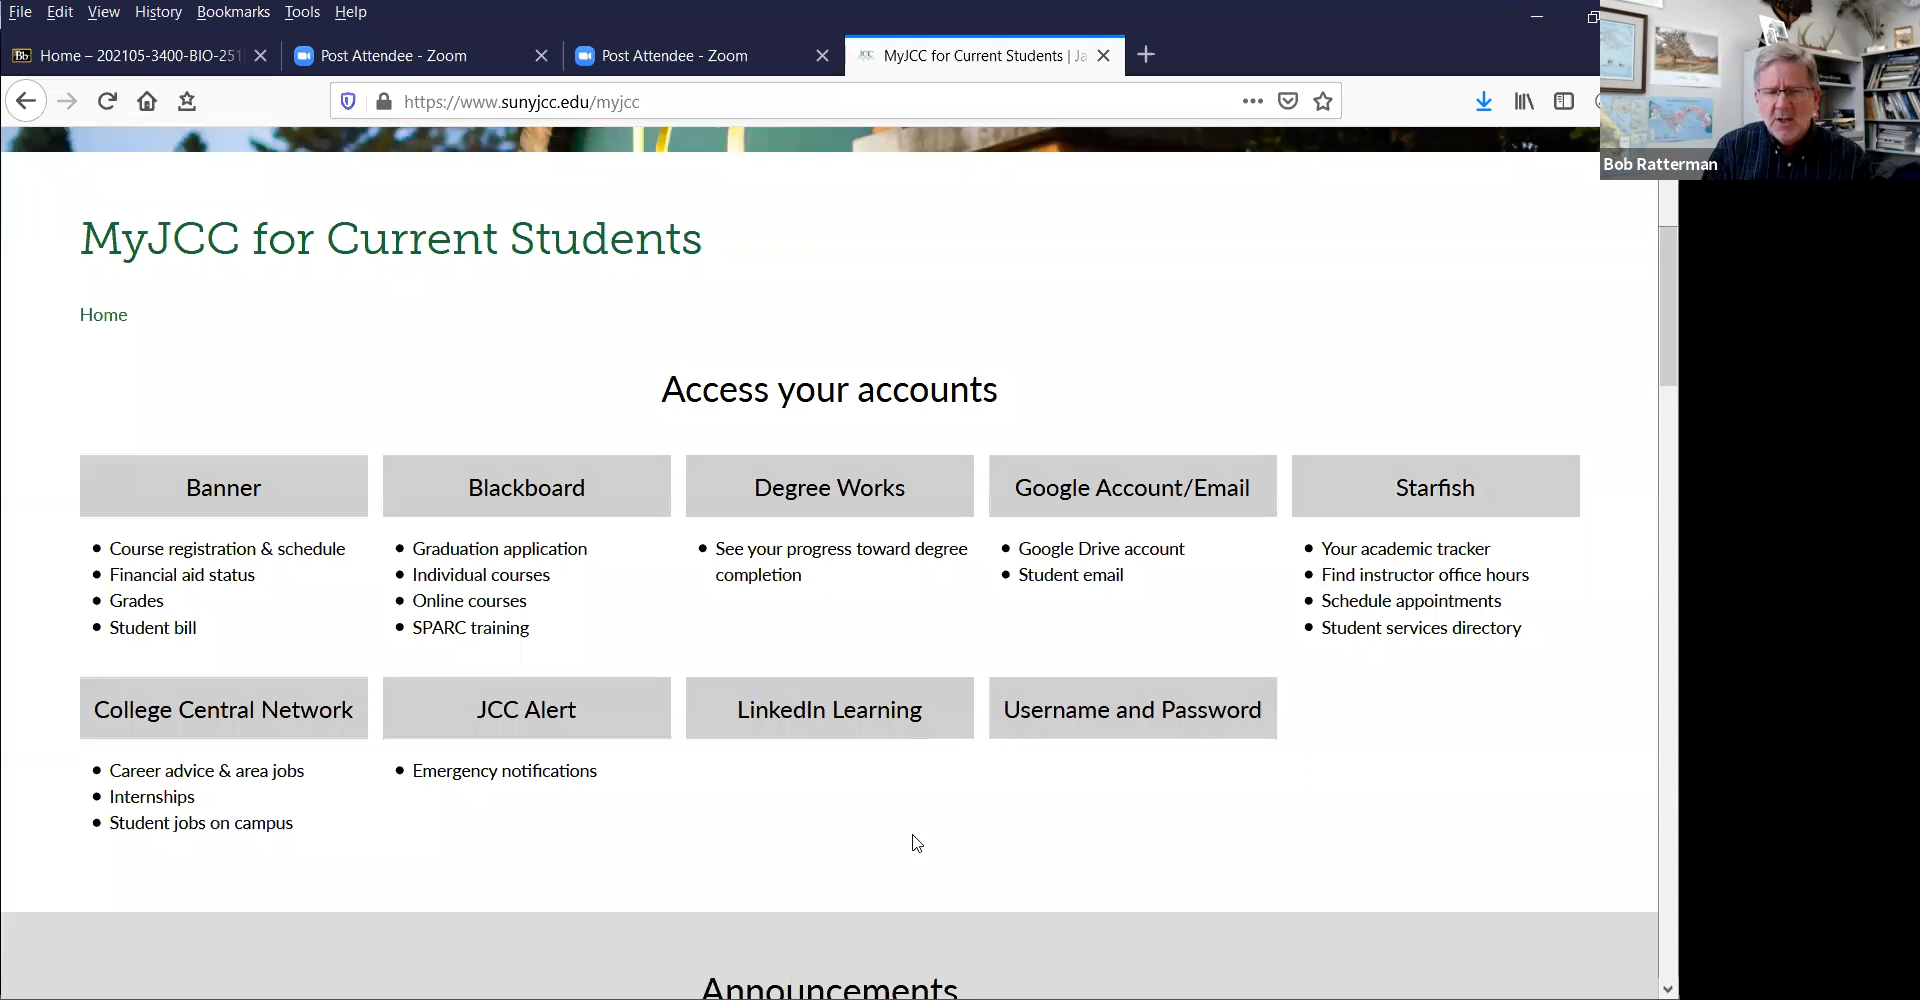 File Edit View History Bookmarks Tools Help
Home – 202105-3400-BIO-251
Post Attendee - Zoom
Post Attendee - Zoom
MyJCC for Current Students | Ja
https://www.sunyjcc.edu/myjcc
Bob Ratterman
MyJCC for Current Students
Home
Access your accounts
Banner
Course registration & schedule
Financial aid status
Grades
Student bill
Blackboard
Graduation application
Individual courses
Online courses
SPARC training
Degree Works
See your progress toward degree
completion
Google Account/Email
Google Drive account
Student email
Starfish
Your academic tracker
Find instructor office hours
Schedule appointments
Student services directory
College Central Network
Career advice & area jobs
Internships
Student jobs on campus
JCC Alert
Emergency notifications
LinkedIn Learning
Username and Password
Announcements